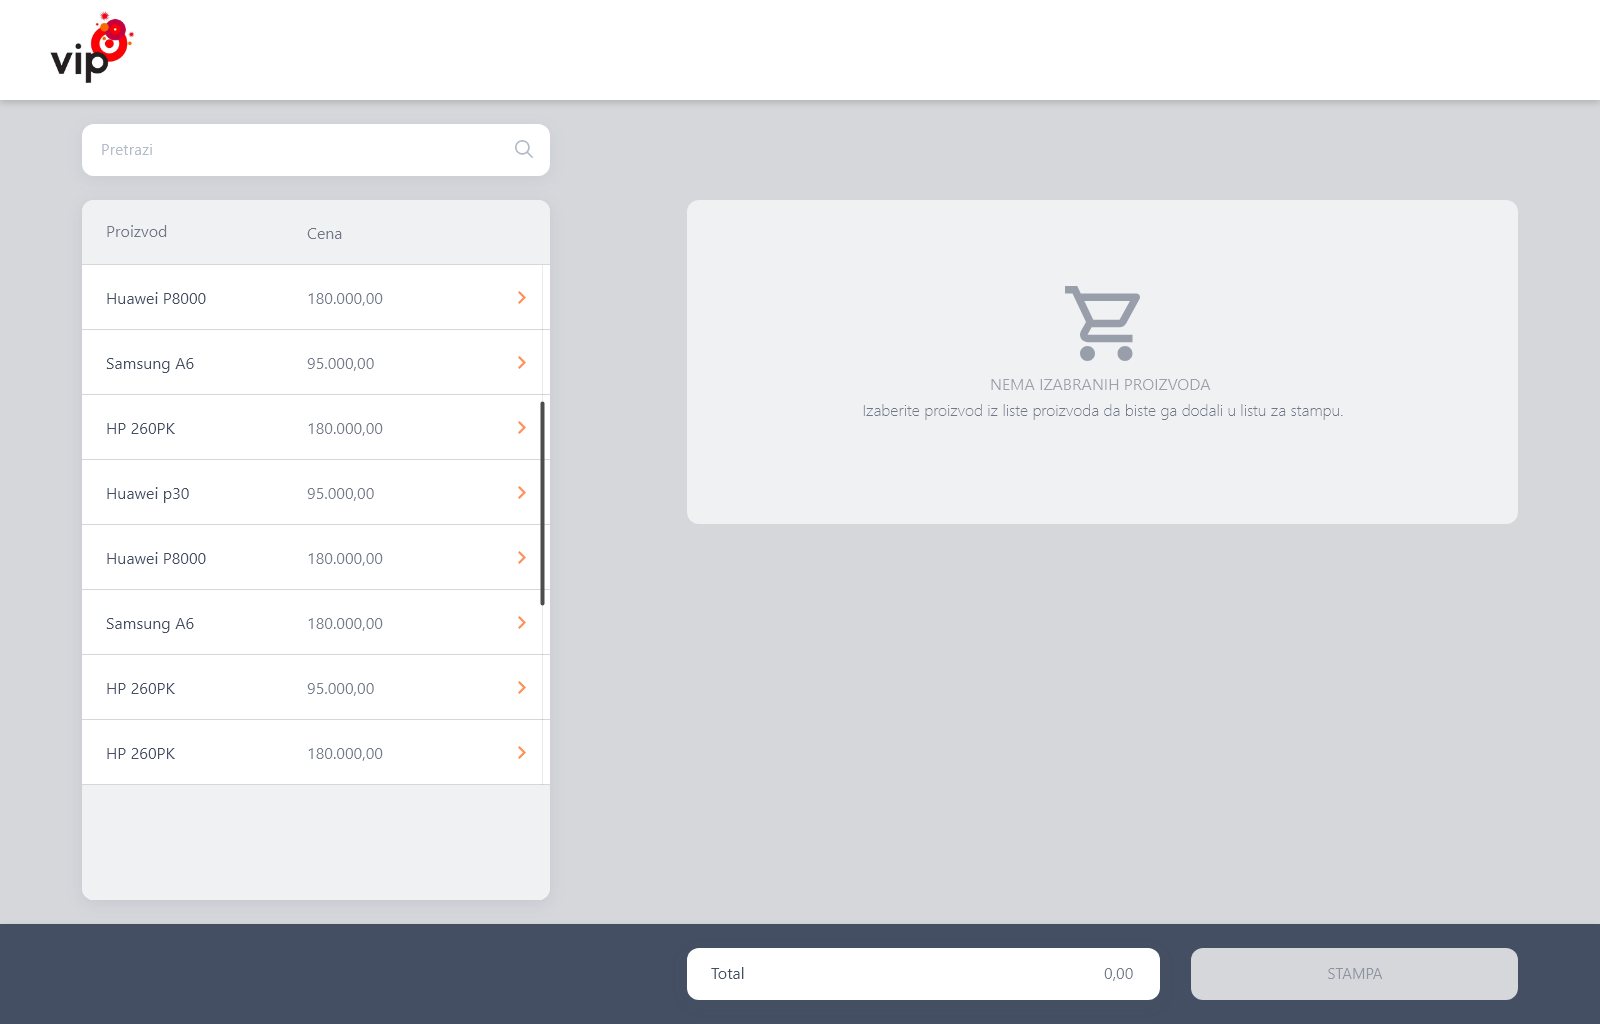 vip
Pretrazi
Proizvod Cena
Huawei P8000 180.000,00
Samsung A6 95.000,00
HP 260PK 180.000,00
Huawei p30 95.000,00
Huawei P8000 180.000,00
Samsung A6 180.000,00
HP 260PK 95.000,00
HP 260PK 180.000,00
NEMA IZABRANIH PROIZVODA
Izaberite proizvod iz liste proizvoda da biste ga dodali u listu za stampu.
Total 0,00
STAMPA